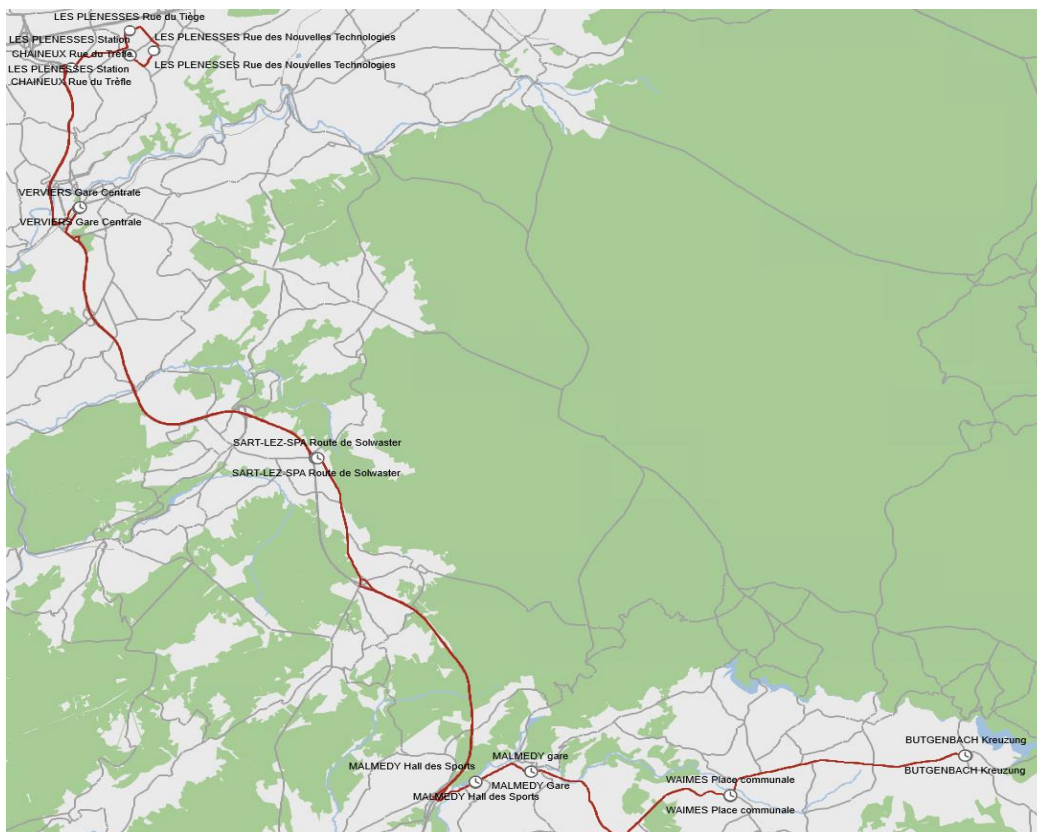 LES PLENESSES Rue du Tiège
LES PLENESSES Station
LES PLENESSES Rue des Nouvelles Technologies
CHAINEUX Rue du Trèfle
LES PLENESSES Station
LES PLENESSES Rue des Nouvelles Technologies
CHAINEUX Rue du Trèfle
VERVIERS Gare Centrale
VERVIERS Gare Centrale
SART-LEZ-SPA Route de Solwaster
SART-LEZ-SPA Route de Solwaster
BUTGENBACH Kreuzung
MALMEDY gare
MALMEDY Hall des Sports
BUTGENBACH Kreuzung
WAIMES Place communale
MALMEDY Gare
MALMEDY Hall des Sports
WAIMES Place communale